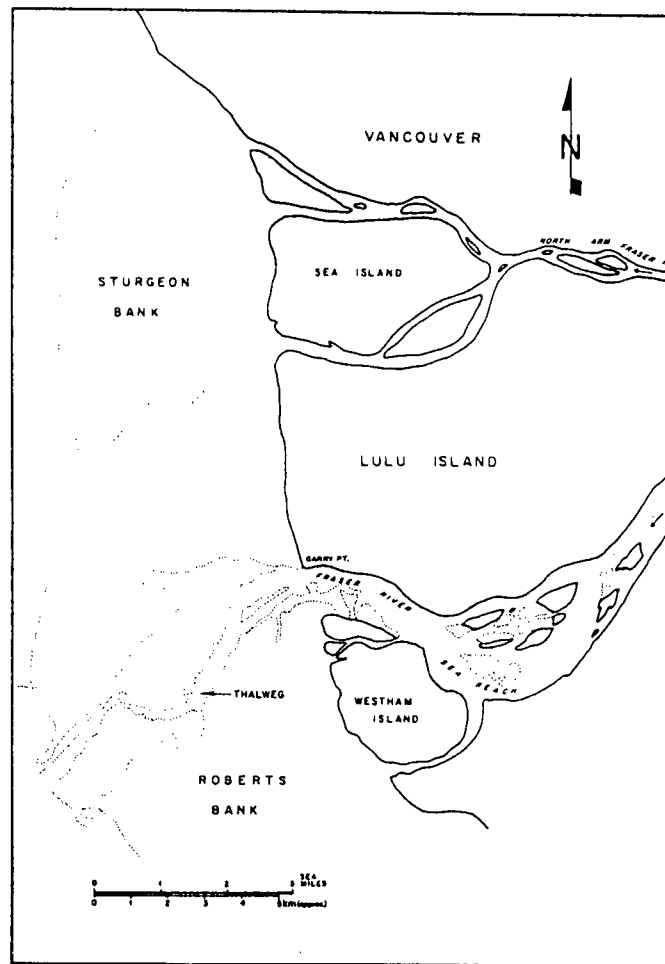 VANCOUVER
N
NORTH ARM FRASER
SEA ISLAND
STURGEON
BANK
LULU ISLAND
GARRY PT.
FRASER RIVER
SEA REACH
THALWEG
WESTHAM
ISLAND
ROBERTS
BANK
0 1 2 3 SEA MILES
0 1 2 3 4 5 km (approx.)